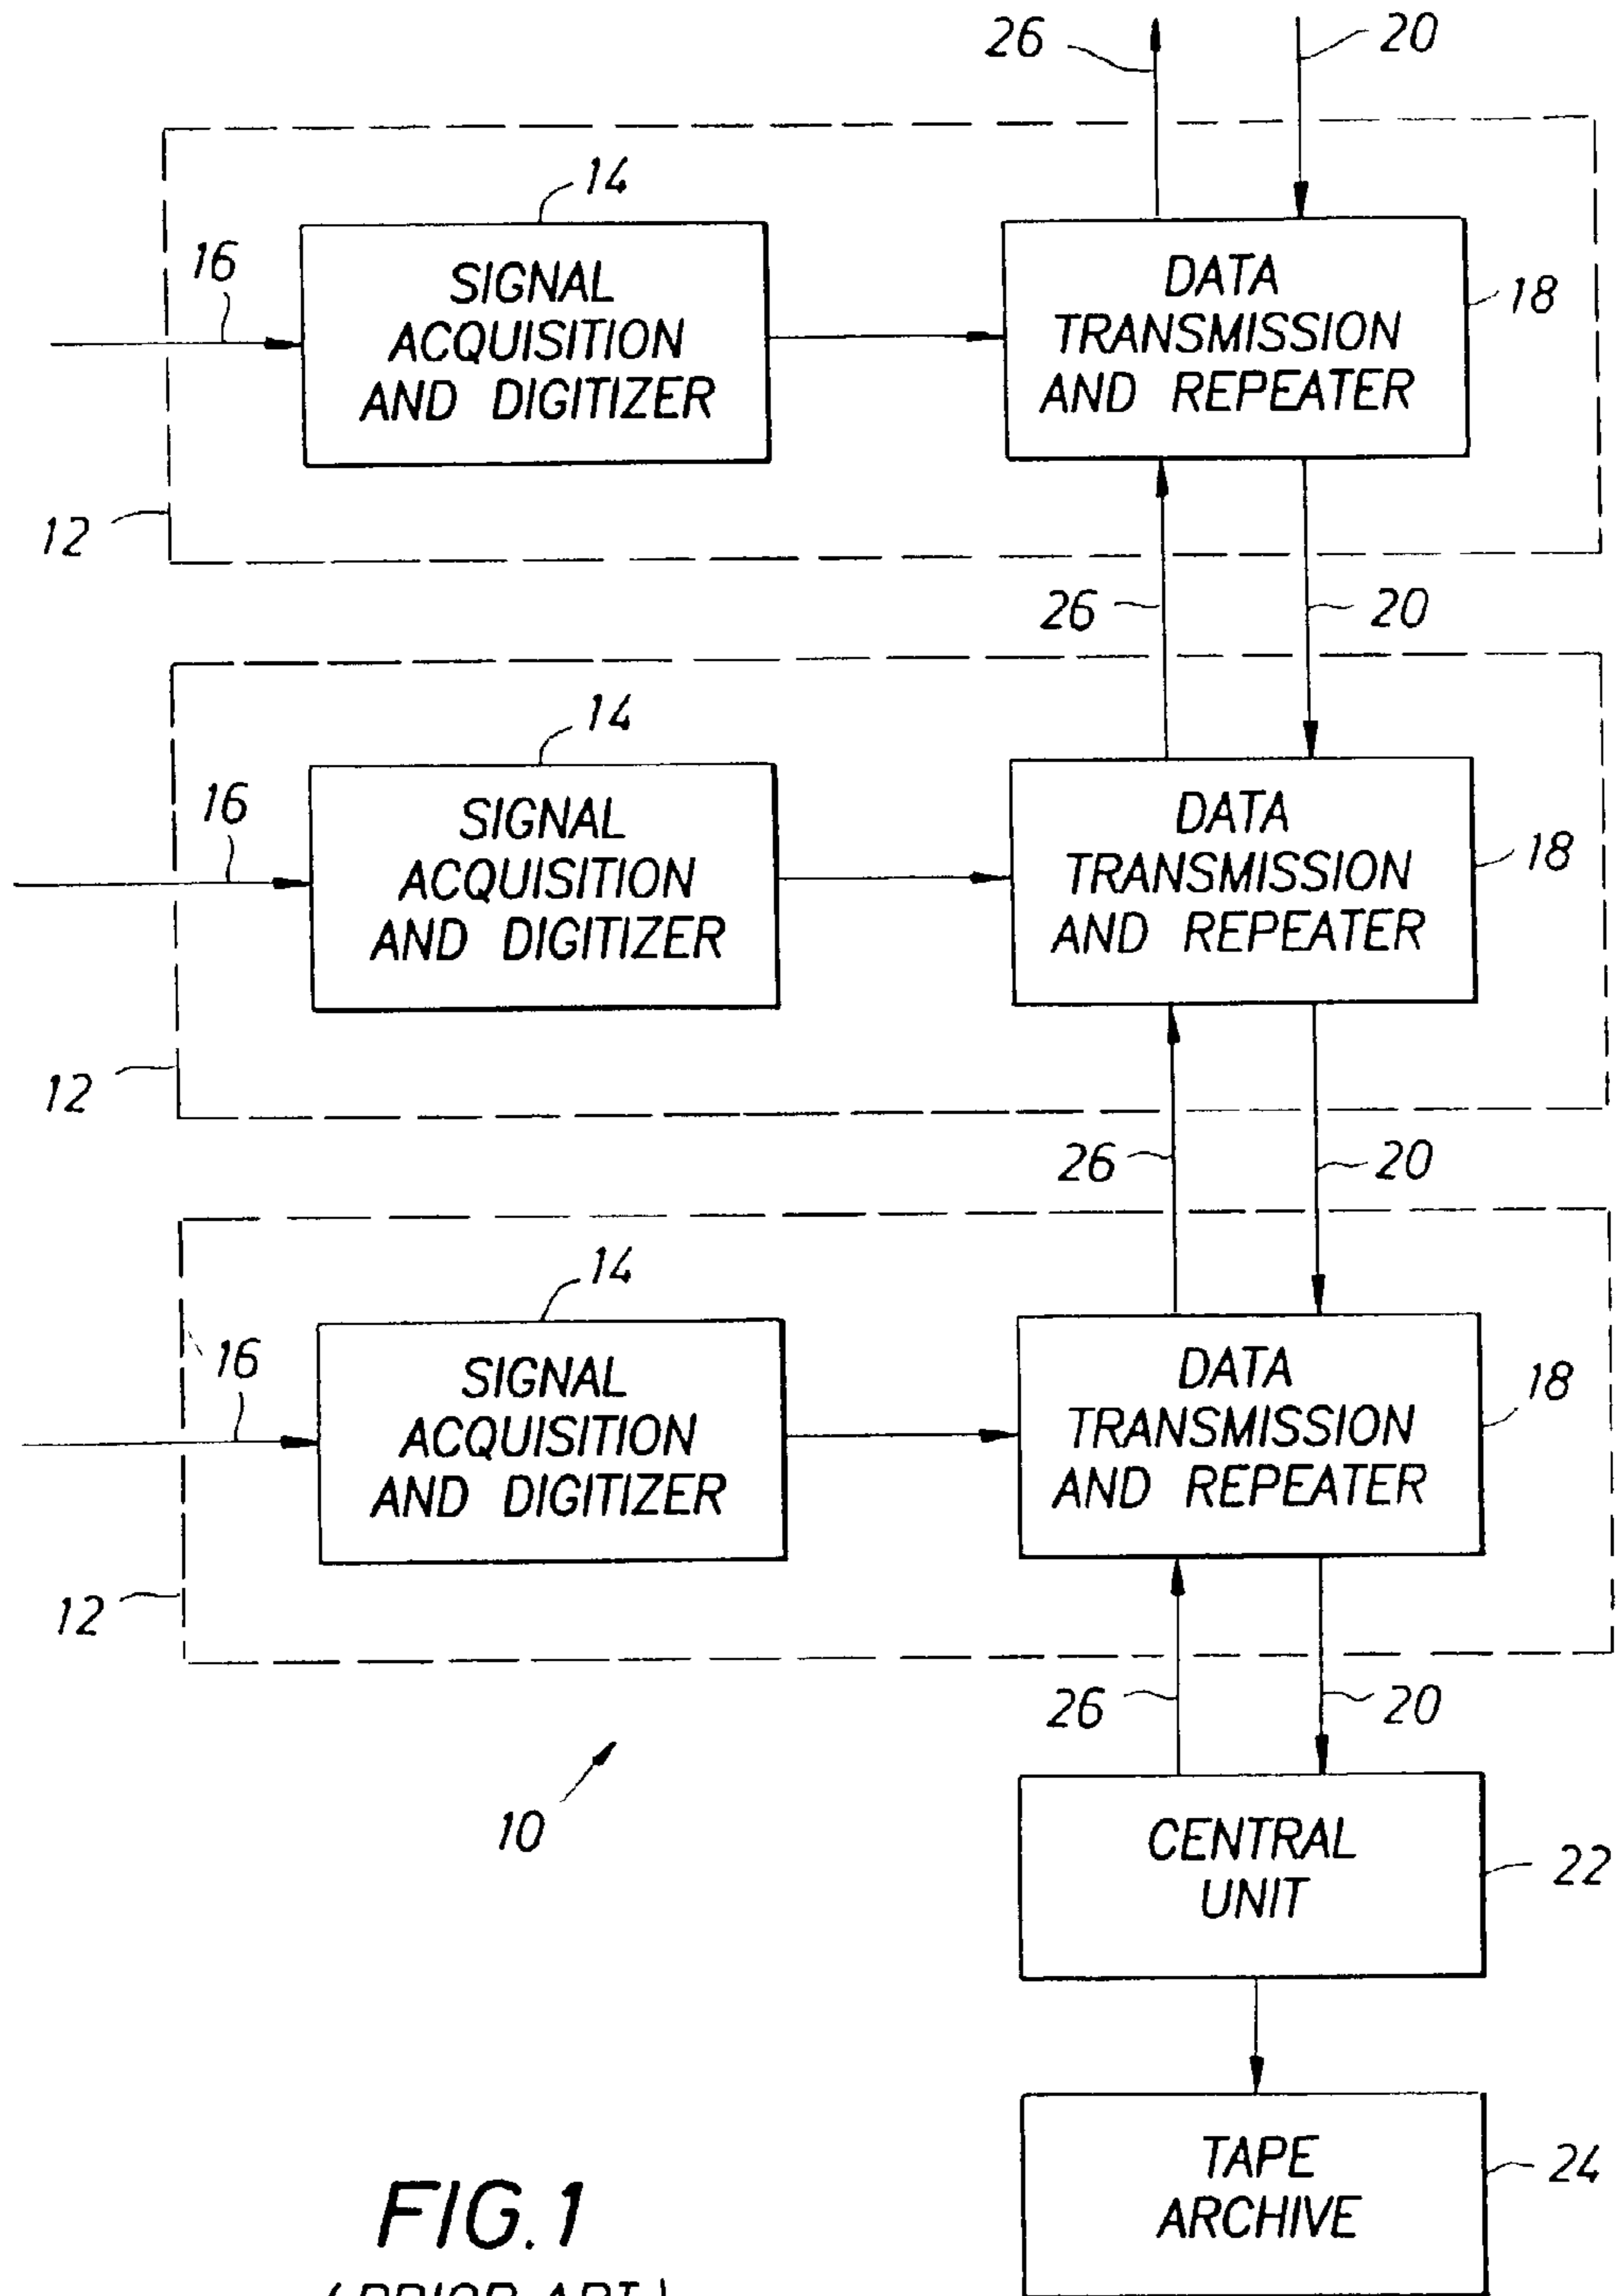 26
20
14
16
SIGNAL
ACQUISITION
AND DIGITIZER
DATA
TRANSMISSION
AND REPEATER
18
12
26
20
14
16
SIGNAL
ACQUISITION
AND DIGITIZER
DATA
TRANSMISSION
AND REPEATER
18
12
26
20
14
16
SIGNAL
ACQUISITION
AND DIGITIZER
DATA
TRANSMISSION
AND REPEATER
18
12
26
20
10
CENTRAL
UNIT
22
TAPE
ARCHIVE
24
FIG.1
(PRIOR ART)